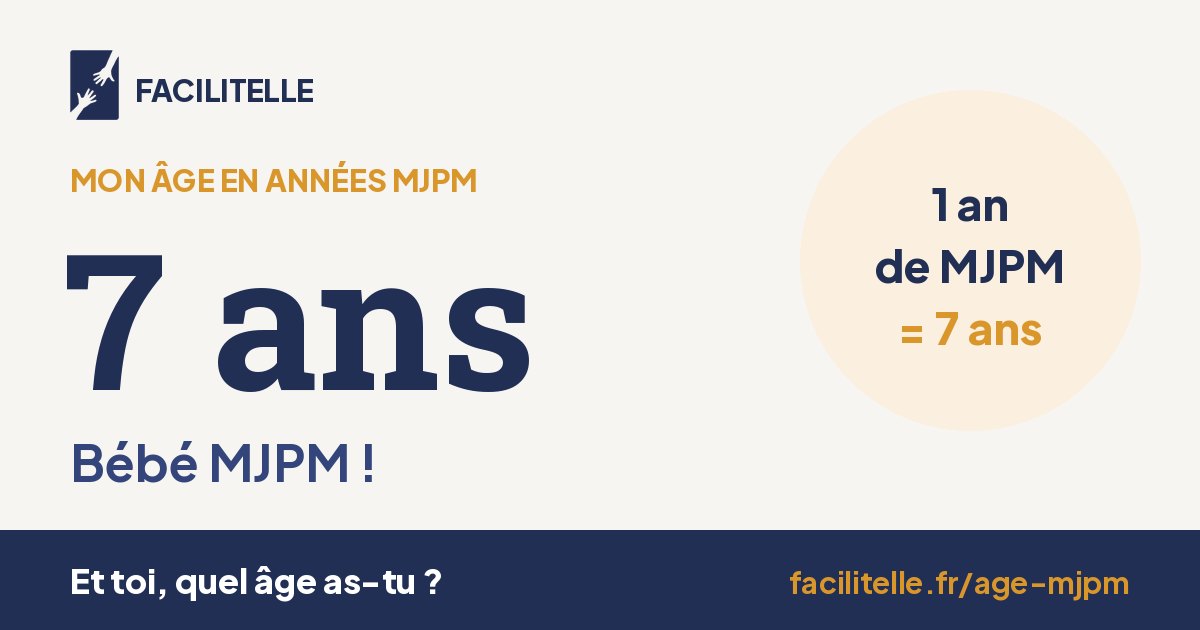 FACILITELLE
MON ÂGE EN ANNÉES MJPM
7 ans
Bébé MJPM !
1 an
de MJPM
= 7 ans
Et toi, quel âge as-tu ?
facilitelle.fr/age-mjpm